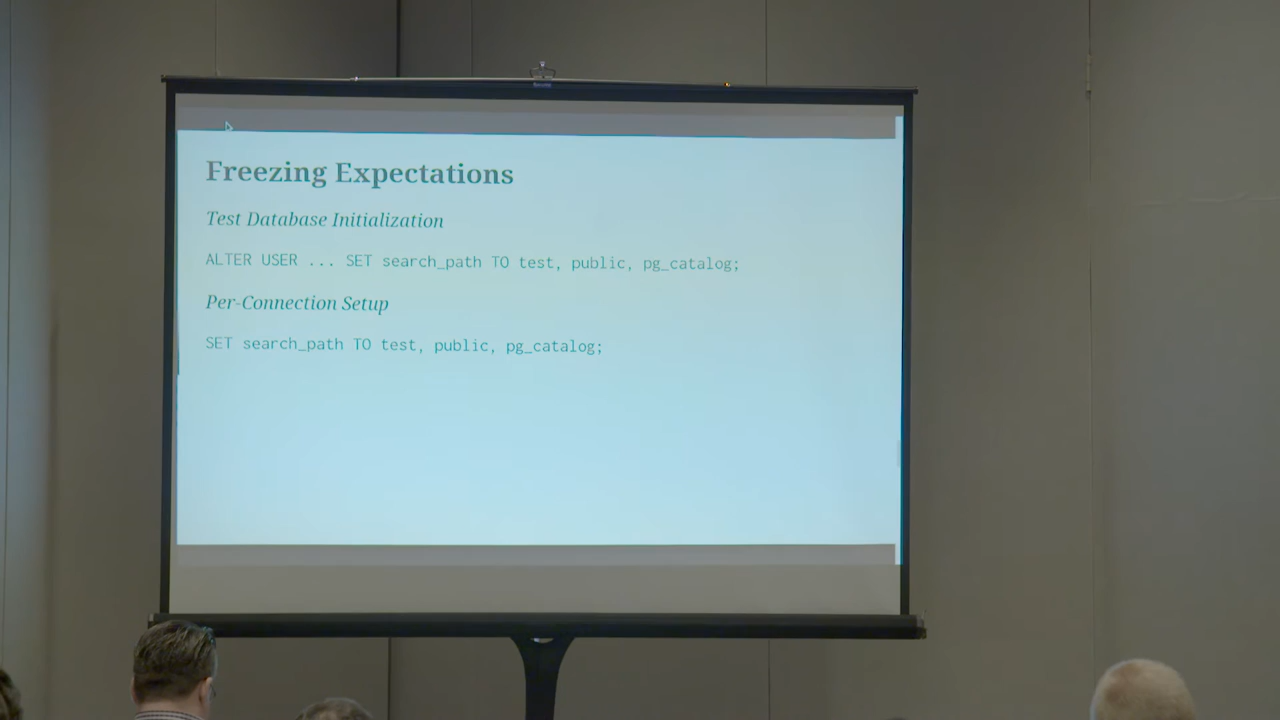 Freezing Expectations
Test Database Initialization
ALTER USER ... SET search_path TO test, public, pg_catalog;
Per-Connection Setup
SET search_path TO test, public, pg_catalog;